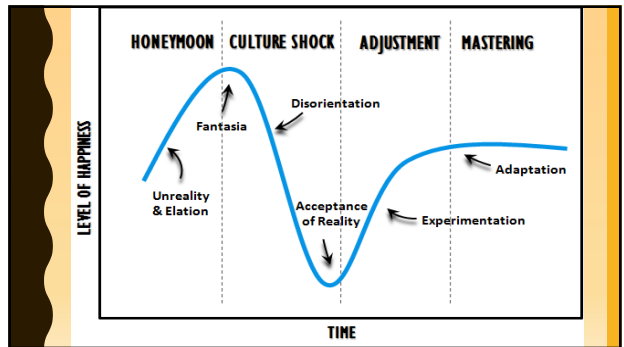 HONEYMOON
CULTURE SHOCK
ADJUSTMENT
MASTERING
Disorientation
Fantasia
Adaptation
Unreality
& Elation
Acceptance
of Reality
Experimentation
LEVEL OF HAPPINESS
TIME